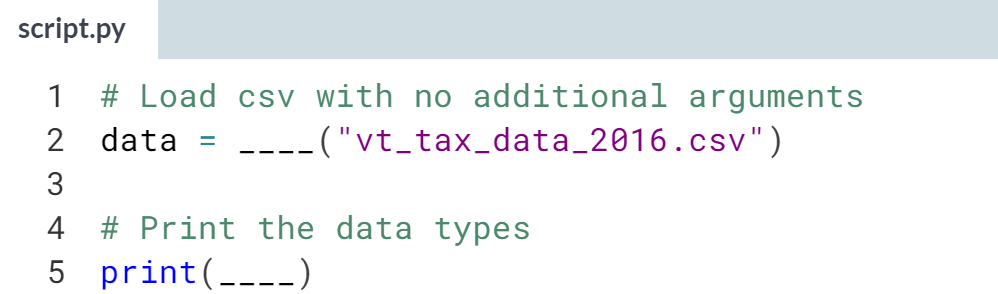 script.py
1 # Load csv with no additional arguments
2 data = ____("vt_tax_data_2016.csv")
3
4 # Print the data types
5 print(____)